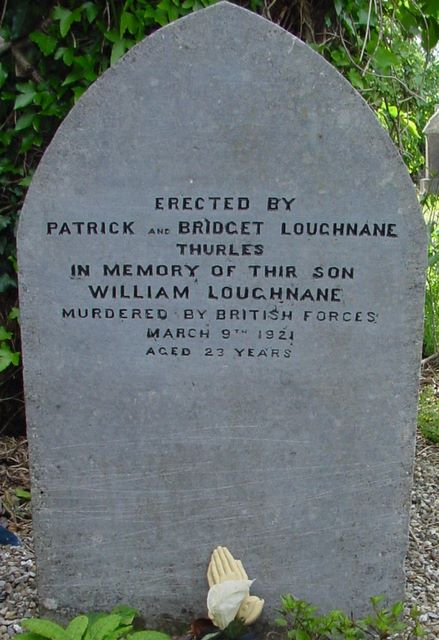 ERECTED BY
PATRICK AND BRIDGET LOUGHNANE
THURLES
IN MEMORY OF THIR SON
WILLIAM LOUGHNANE
MURDERED BY BRITISH FORCES
MARCH 9TH 1921
AGED 23 YEARS